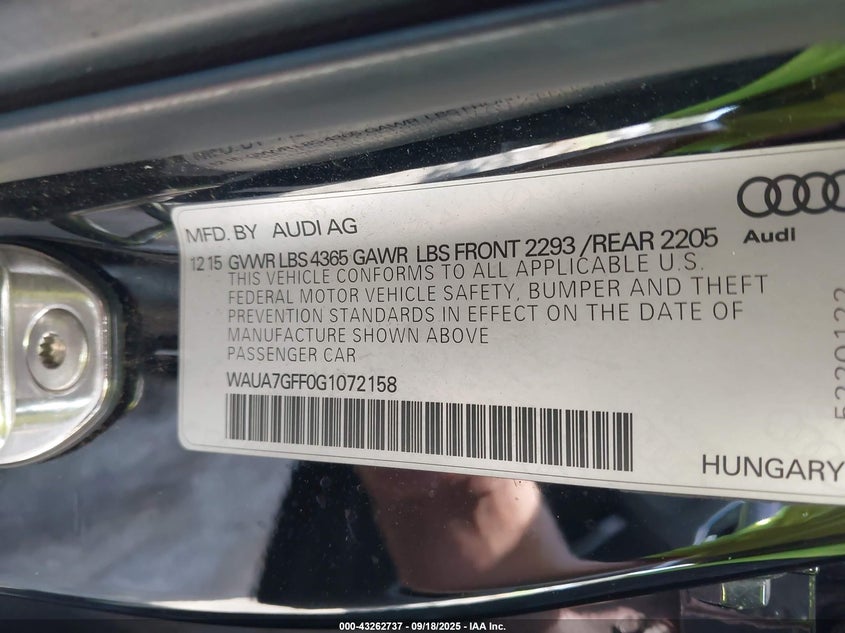 MFD. BY AUDI AG
Audi
12 15 GVWR LBS 4365 GAWR LBS FRONT 2293 /REAR 2205
THIS VEHICLE CONFORMS TO ALL APPLICABLE U.S.
FEDERAL MOTOR VEHICLE SAFETY, BUMPER AND THEFT
PREVENTION STANDARDS IN EFFECT ON THE DATE OF
MANUFACTURE SHOWN ABOVE
PASSENGER CAR
WAUA7GFF0G1072158
HUNGARY
5220122
000-43262737 - 09/18/2025 - IAA Inc.